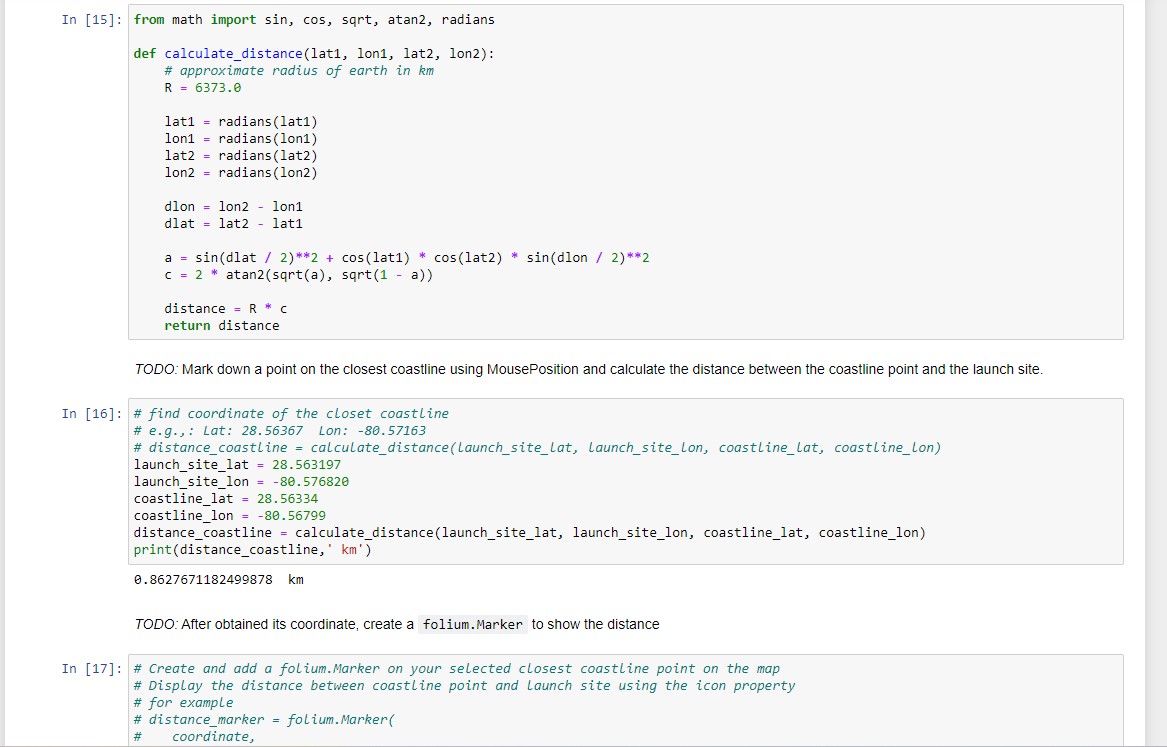 In [15]: from math import sin, cos, sqrt, atan2, radians
def calculate_distance(lat1, lon1, lat2, lon2):
# approximate radius of earth in km
R = 6373.0
lat1 = radians(lat1)
lon1 = radians(lon1)
lat2 = radians(lat2)
lon2 = radians(lon2)
dlon = lon2 - lon1
dlat = lat2 - lat1
a = sin(dlat / 2)**2 + cos(lat1) * cos(lat2) * sin(dlon / 2)**2
c = 2 * atan2(sqrt(a), sqrt(1 - a))
distance = R * c
return distance
TODO: Mark down a point on the closest coastline using MousePosition and calculate the distance between the coastline point and the launch site.
In [16]: # find coordinate of the closet coastline
# e.g.,: Lat: 28.56367  Lon: -80.57163
# distance_coastline = calculate_distance(launch_site_lat, launch_site_lon, coastline_lat, coastline_lon)
launch_site_lat = 28.563197
launch_site_lon = -80.576820
coastline_lat = 28.56334
coastline_lon = -80.56799
distance_coastline = calculate_distance(launch_site_lat, launch_site_lon, coastline_lat, coastline_lon)
print(distance_coastline,' km')
0.8627671182499878  km
TODO: After obtained its coordinate, create a folium.Marker to show the distance
In [17]: # Create and add a folium.Marker on your selected closest coastline point on the map
# Display the distance between coastline point and launch site using the icon property
# for example
# distance_marker = folium.Marker(
#    coordinate,